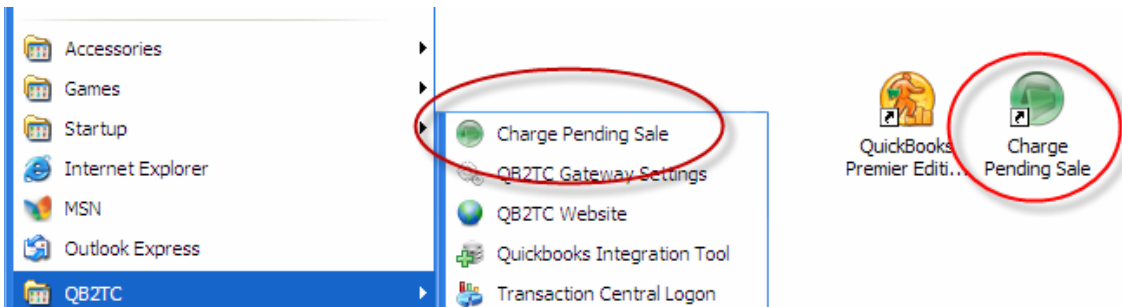 Accessories
Games
Startup
Internet Explorer
MSN
Outlook Express
QB2TC
Charge Pending Sale
QB2TC Gateway Settings
QB2TC Website
Quickbooks Integration Tool
Transaction Central Logon
QuickBooks
Premier Editi...
Charge
Pending Sale